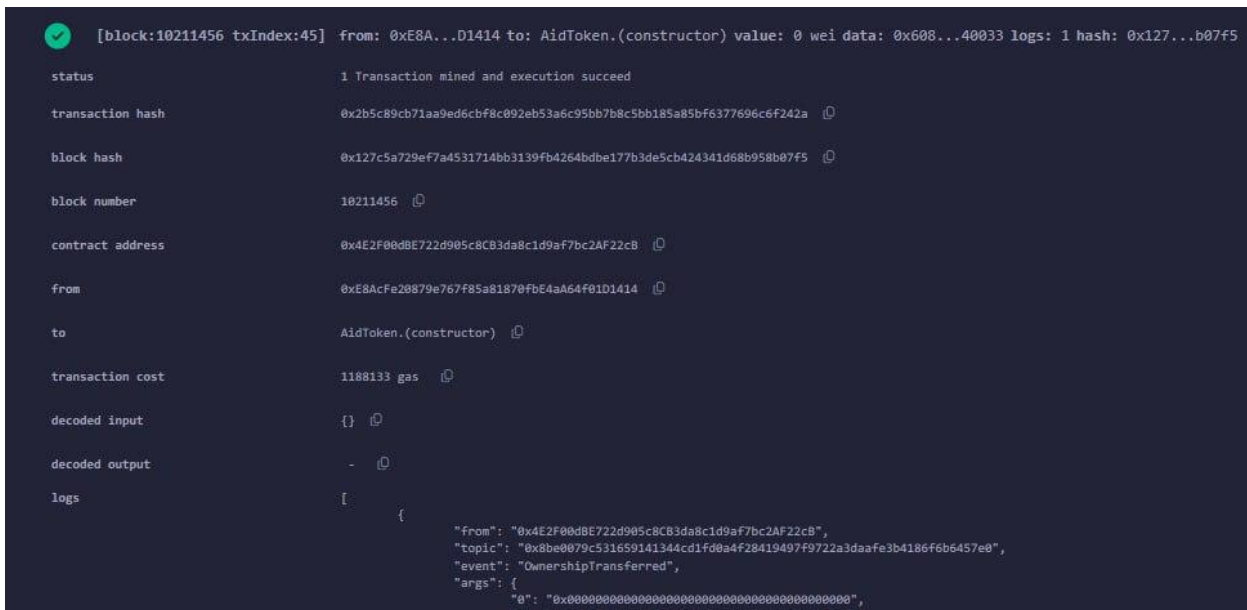 [block:10211456 txIndex:45] from: 0xE8A...D1414 to: AidToken.(constructor) value: 0 wei data: 0x608...40033 logs: 1 hash: 0x127...b07f5
status 1 Transaction mined and execution succeed
transaction hash 0x2b5c89cb71aa9ed6cbf8c092eb53a6c95bb7b8c5bb185a85bf6377696c6f242a
block hash 0x127c5a729ef7a4531714bb3139fb4264bdbe177b3de5cb424341d68b958b07f5
block number 10211456
contract address 0x4E2F00dBE722d905c8CB3da8c1d9af7bc2AF22cB
from 0xE8AcFe20879e767f85a81870fbE4aA64f01D1414
to AidToken.(constructor)
transaction cost 1188133 gas
decoded input {}
decoded output -
logs [
{
"from": "0x4E2F00dBE722d905c8CB3da8c1d9af7bc2AF22cB",
"topic": "0x8be0079c531659141344cd1fd0a4f28419497f9722a3daafe3b4186f6b6457e0",
"event": "OwnershipTransferred",
"args": {
"0": "0x0000000000000000000000000000000000000000",